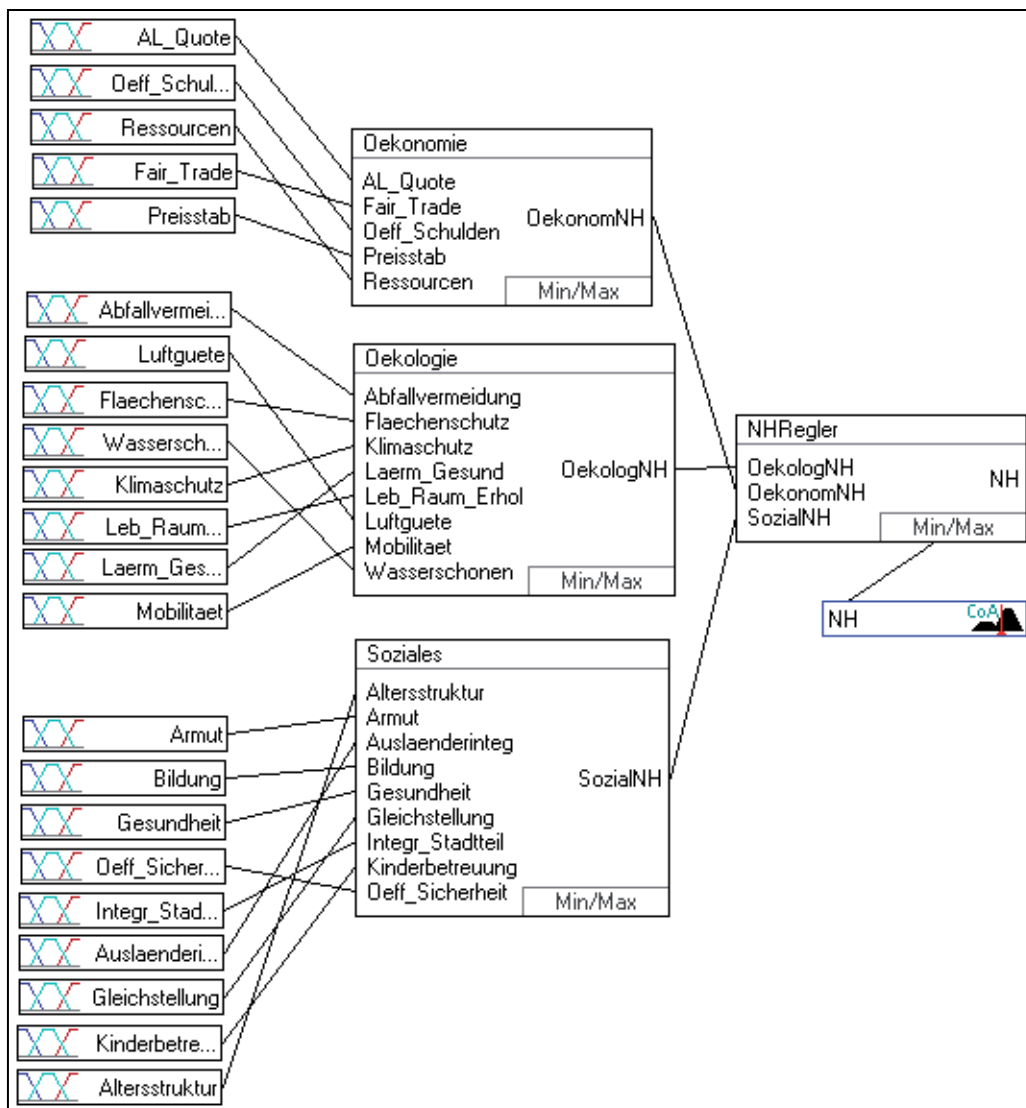 AL_Quote
Oeff_Schul...
Ressourcen
Fair_Trade
Preisstab
Oekonomie
AL_Quote
Fair_Trade
Oeff_Schulden
Preisstab
Ressourcen
OekonomNH
Min/Max
Abfallvermei...
Luftguete
Flaechensc...
Wassersch...
Klimaschutz
Leb_Raum...
Laerm_Ges...
Mobilitaet
Oekologie
Abfallvermeidung
Flaechenschutz
Klimaschutz
Laerm_Gesund
Leb_Raum_Erhol
Luftguete
Mobilitaet
Wasserschonen
OekologNH
Min/Max
Armut
Bildung
Gesundheit
Oeff_Sicher...
Integr_Stad...
Auslaenderi...
Gleichstellung
Kinderbetre...
Altersstruktur
Soziales
Altersstruktur
Armut
Auslaenderinteg
Bildung
Gesundheit
Gleichstellung
Integr_Stadtteil
Kinderbetreuung
Oeff_Sicherheit
SozialNH
Min/Max
NHRegler
OekologNH
OekonomNH
SozialNH
NH
Min/Max
NH
CoA